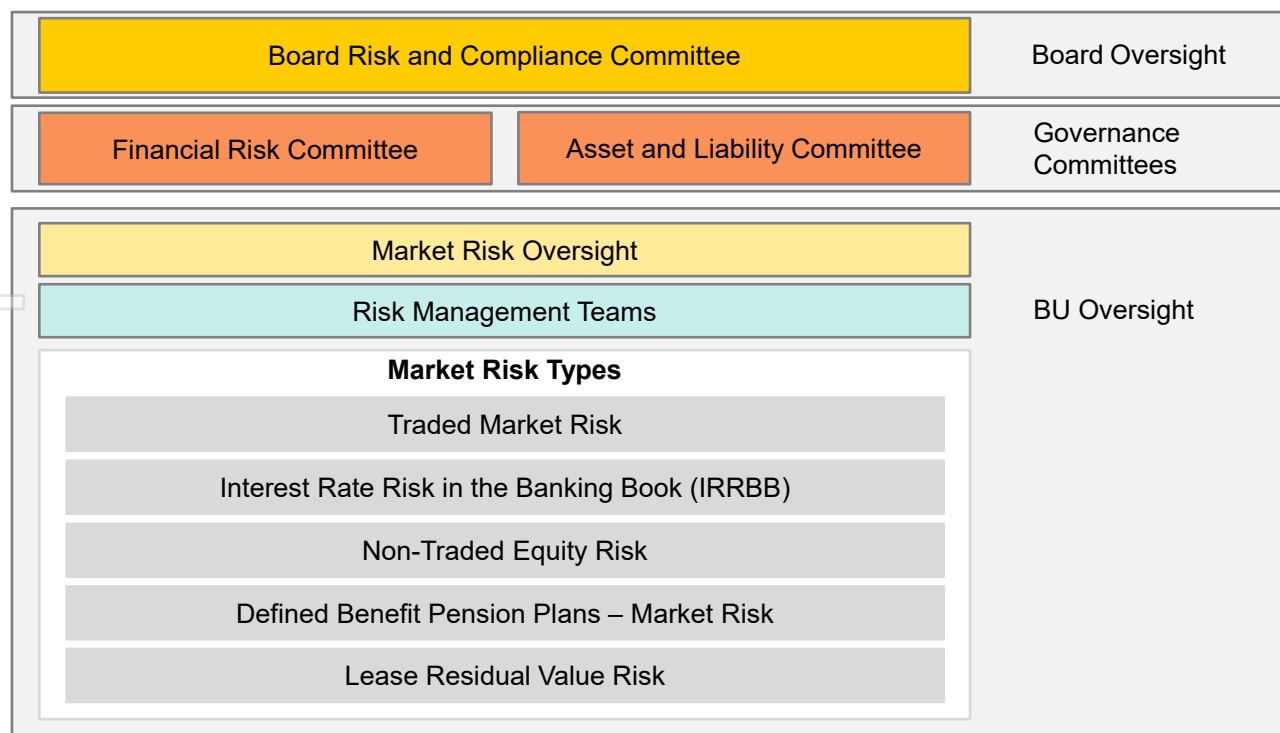 Board Risk and Compliance Committee
Board Oversight
Financial Risk Committee
Asset and Liability Committee
Governance
Committees
Market Risk Oversight
Risk Management Teams
BU Oversight
Market Risk Types
Traded Market Risk
Interest Rate Risk in the Banking Book (IRRBB)
Non-Traded Equity Risk
Defined Benefit Pension Plans – Market Risk
Lease Residual Value Risk